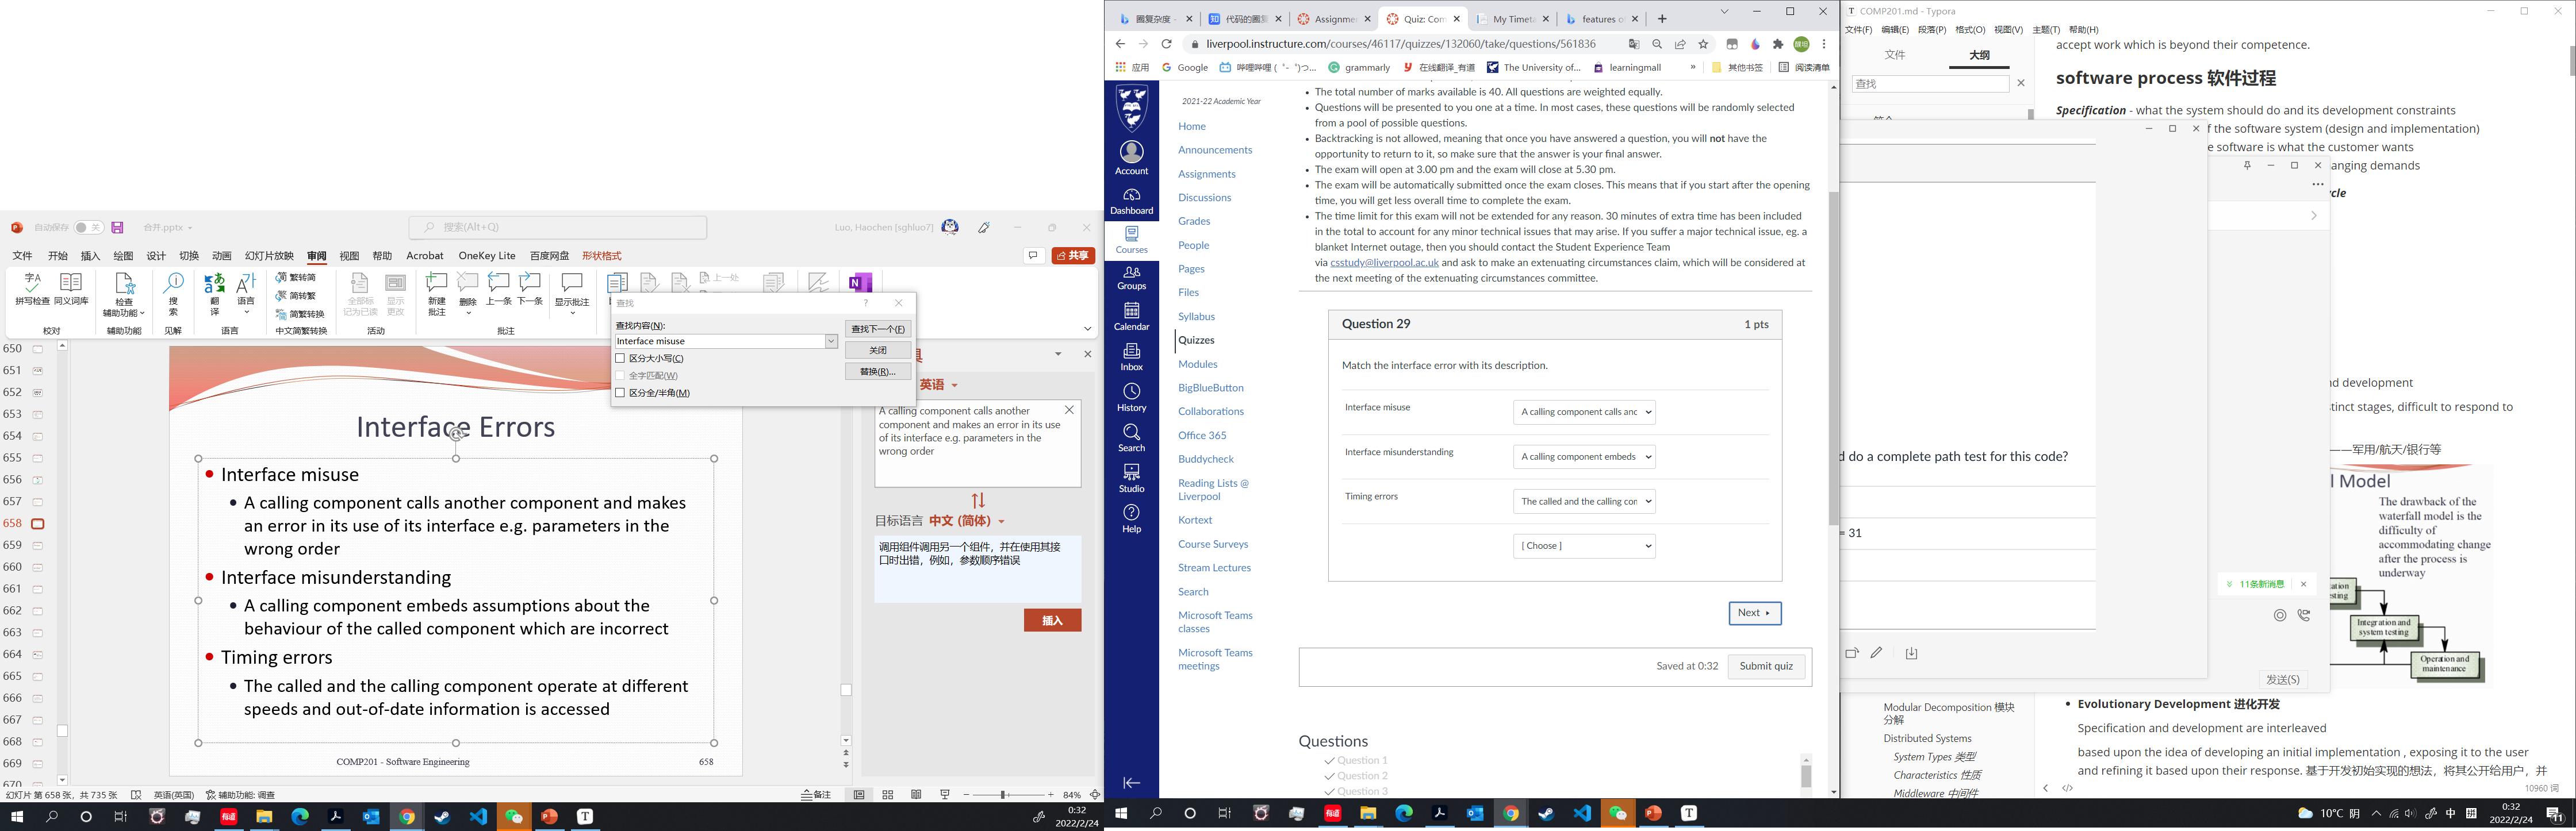 自动保存 关 合并.pptx
搜索(Alt+Q)
Luo, Haochen [sghluo7]
文件 开始 插入 绘图 设计 切换 动画 幻灯片放映 审阅 视图 帮助 Acrobat OneKey Lite 百度网盘 形状格式
共享
拼写检查 同义词库
检查
辅助功能
搜
索
翻
译
语言
繁转简
简转繁
简繁转换
全部标
记为已读
显示
更改
新建
批注
删除 上一条 下一条 显示批注
上一处
校对 辅助功能 见解 语言 中文简繁转换 活动 批注
查找
查找内容(N):
Interface misuse
区分大小写(C)
全字匹配(W)
区分全/半角(M)
查找下一个(F)
关闭
替换(R)...
650
651
652
653
654
655
656
657
658
659
660
661
662
663
664
665
666
667
668
669
670
Interface Errors
Interface misuse
A calling component calls another component and makes
an error in its use of its interface e.g. parameters in the
wrong order
Interface misunderstanding
A calling component embeds assumptions about the
behaviour of the called component which are incorrect
Timing errors
The called and the calling component operate at different
speeds and out-of-date information is accessed
COMP201 - Software Engineering 658
英语
A calling component calls another
component and makes an error in its use
of its interface e.g. parameters in the
wrong order
目标语言 中文 (简体)
调用组件调用另一个组件，并在使用其接
口时出错，例如，参数顺序错误
插入
幻灯片 第 658 张，共 735 张 英语(英国) 辅助功能: 调查
备注
84%
0:32
2022/2/24
圈复杂度
代码的圈复
Assignme
Quiz: Com
My Timeta
features o
liverpool.instructure.com/courses/46117/quizzes/132060/take/questions/561836
应用 Google 哔哩哔哩 (゜-゜)つ... grammarly 在线翻译_有道 The University of... learningmall » 其他书签 阅读清单
Account
Dashboard
Courses
Groups
Calendar
Inbox
History
Search
Studio
Help
2021-22 Academic Year
Home
Announcements
Assignments
Discussions
Grades
People
Pages
Files
Syllabus
Quizzes
Modules
BigBlueButton
Collaborations
Office 365
Buddycheck
Reading Lists @
Liverpool
Kortext
Course Surveys
Stream Lectures
Search
Microsoft Teams
classes
Microsoft Teams
meetings
The total number of marks available is 40. All questions are weighted equally.
Questions will be presented to you one at a time. In most cases, these questions will be randomly selected
from a pool of possible questions.
Backtracking is not allowed, meaning that once you have answered a question, you will not have the
opportunity to return to it, so make sure that the answer is your final answer.
The exam will open at 3.00 pm and the exam will close at 5.30 pm.
The exam will be automatically submitted once the exam closes. This means that if you start after the opening
time, you will get less overall time to complete the exam.
The time limit for this exam will not be extended for any reason. 30 minutes of extra time has been included
in the total to account for any minor technical issues that may arise. If you suffer a major technical issue, eg. a
blanket Internet outage, then you should contact the Student Experience Team
via csstudy@liverpool.ac.uk and ask to make an extenuating circumstances claim, which will be considered at
the next meeting of the extenuating circumstances committee.
Question 29 1 pts
Match the interface error with its description.
Interface misuse A calling component calls anc
Interface misunderstanding A calling component embeds
Timing errors The called and the calling con
[ Choose ]
Next
Saved at 0:32 Submit quiz
Questions
Question 1
Question 2
Question 3
COMP201.md - Typora
文件(F) 编辑(E) 段落(P) 格式(O) 视图(V) 主题(T) 帮助(H)
文件 大纲
查找
accept work which is beyond their competence.
software process 软件过程
Specification - what the system should do and its development constraints
f the software system (design and implementation)
e software is what the customer wants
anging demands
cle
d development
tinct stages, difficult to respond to
d do a complete path test for this code?
——军用/航天/银行等
= 31
l Model
The drawback of the
waterfall model is the
difficulty of
accommodating change
after the process is
underway
11条新消息
Integration and
system testing
Operation and
maintenance
发送(S)
Modular Decomposition 模块
分解
Distributed Systems
System Types 类型
Characteristics 性质
Middleware 中间件
Evolutionary Development 进化开发
Specification and development are interleaved
based upon the idea of developing an initial implementation , exposing it to the user
and refining it based upon their response. 基于开发初始实现的想法，将其公开给用户，并
10960 词
10°C 阴
中
0:32
2022/2/24
11